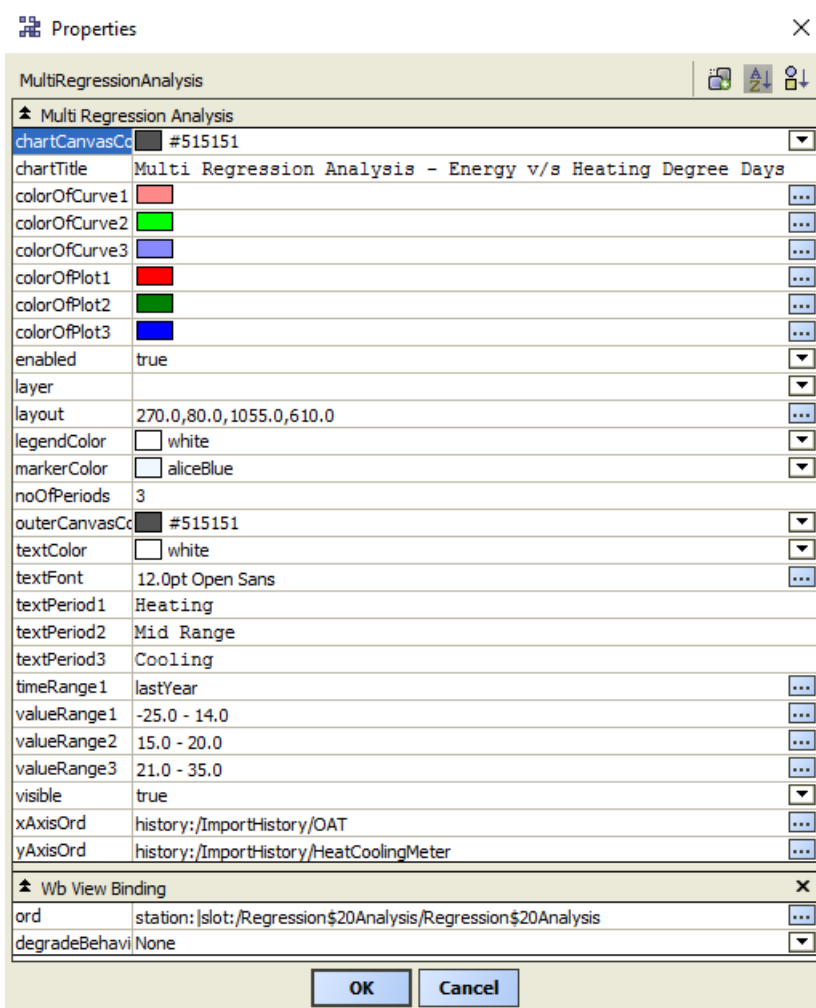 Properties
MultiRegressionAnalysis
Multi Regression Analysis
chartCanvasCo #515151
chartTitle Multi Regression Analysis - Energy v/s Heating Degree Days
colorOfCurve1
colorOfCurve2
colorOfCurve3
colorOfPlot1
colorOfPlot2
colorOfPlot3
enabled true
layer
layout 270.0,80.0,1055.0,610.0
legendColor white
markerColor aliceBlue
noOfPeriods 3
outerCanvasCo #515151
textColor white
textFont 12.0pt Open Sans
textPeriod1 Heating
textPeriod2 Mid Range
textPeriod3 Cooling
timeRange1 lastYear
valueRange1 -25.0 - 14.0
valueRange2 15.0 - 20.0
valueRange3 21.0 - 35.0
visible true
xAxisOrd history:/ImportHistory/OAT
yAxisOrd history:/ImportHistory/HeatCoolingMeter
Wb View Binding
ord station:|slot:/Regression$20Analysis/Regression$20Analysis
degradeBehavi None
OK Cancel